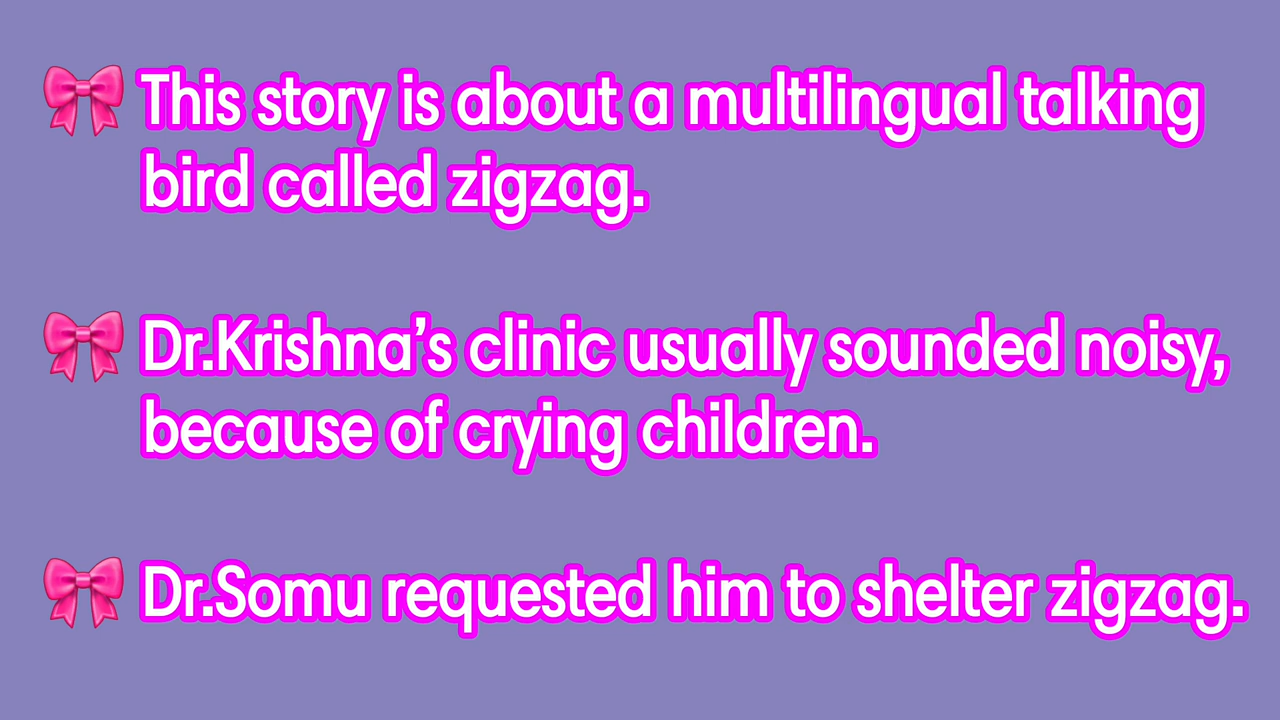 🎀 This story is about a multilingual talking
bird called zigzag.
🎀 Dr.Krishna’s clinic usually sounded noisy,
because of crying children.
🎀 Dr.Somu requested him to shelter zigzag.